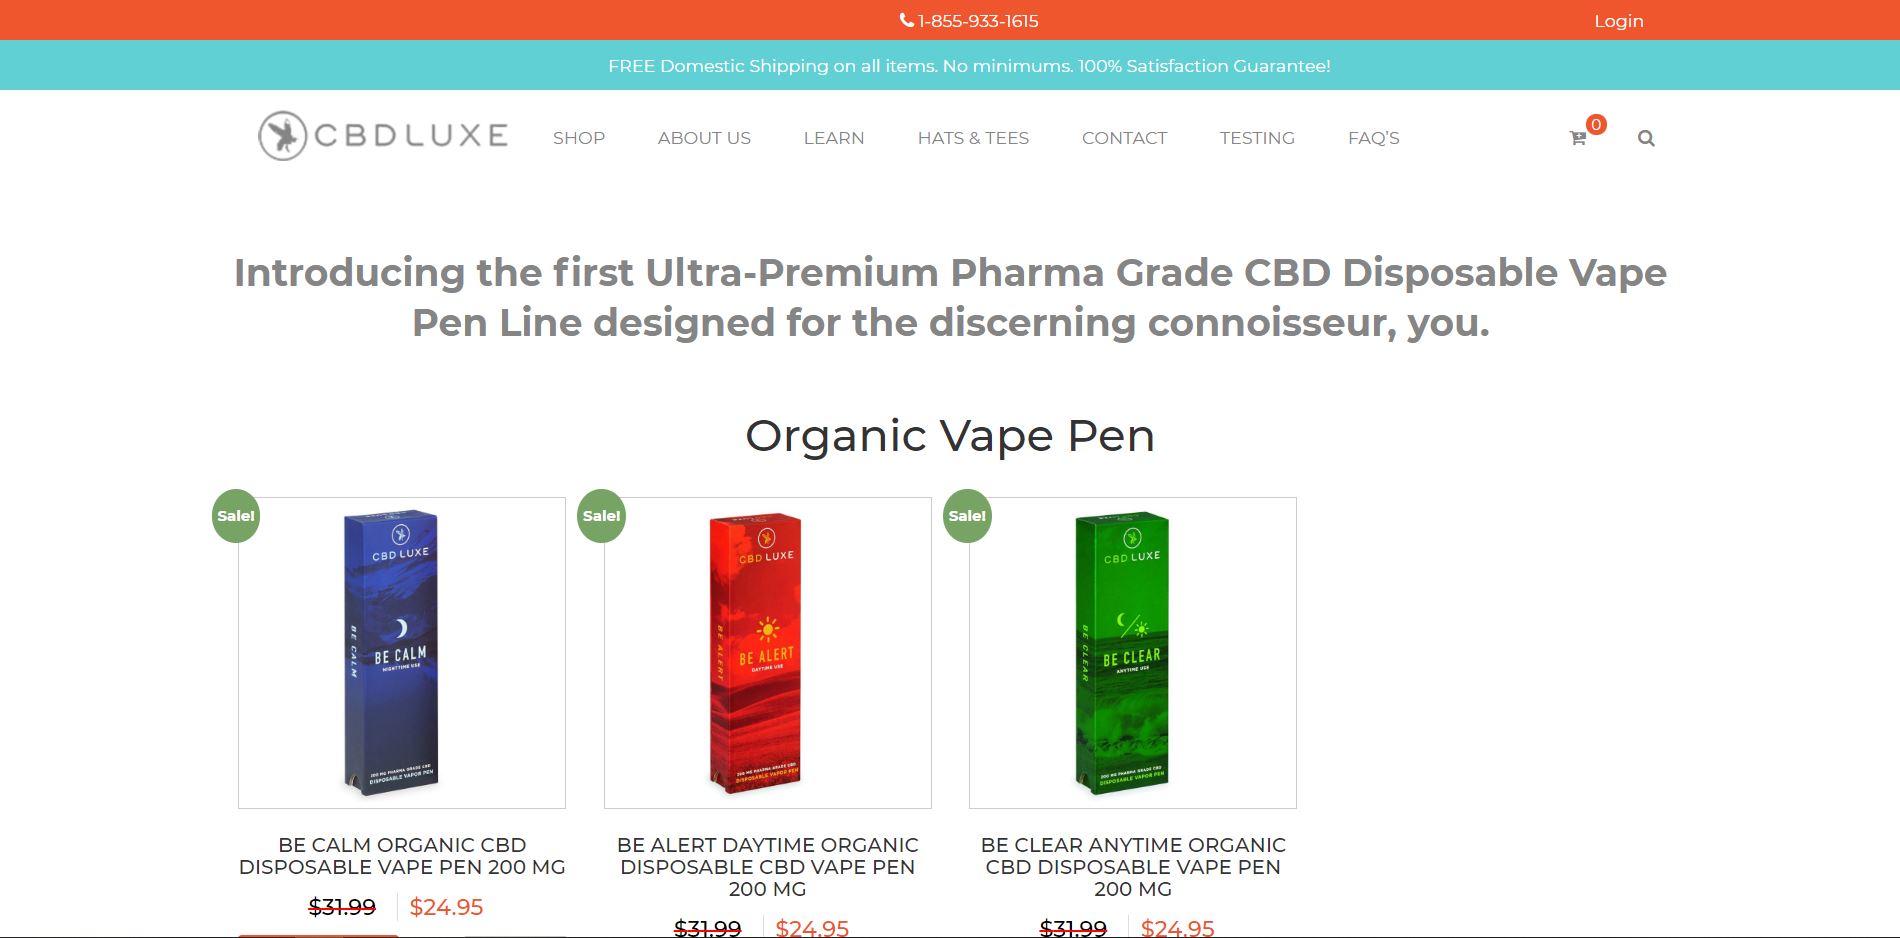 1-855-933-1615
Login
FREE Domestic Shipping on all items. No minimums. 100% Satisfaction Guarantee!
CBD LUXE
SHOP
ABOUT US
LEARN
HATS & TEES
CONTACT
TESTING
FAQ'S
0
Introducing the first Ultra-Premium Pharma Grade CBD Disposable Vape
Pen Line designed for the discerning connoisseur, you.
Organic Vape Pen
Sale!
CBD LUXE
BE CALM
BE CALM
NIGHTTIME USE
200 MG PHARMA GRADE CBD
DISPOSABLE VAPOR PEN
BE CALM ORGANIC CBD
DISPOSABLE VAPE PEN 200 MG
$31.99
$24.95
Sale!
CBD LUXE
BE ALERT
BE ALERT
DAYTIME USE
200 MG PHARMA GRADE CBD
DISPOSABLE VAPOR PEN
BE ALERT DAYTIME ORGANIC
DISPOSABLE CBD VAPE PEN
200 MG
$31.99
$24.95
Sale!
CBD LUXE
BE CLEAR
BE CLEAR
ANYTIME USE
200 MG PHARMA GRADE CBD
DISPOSABLE VAPOR PEN
BE CLEAR ANYTIME ORGANIC
CBD DISPOSABLE VAPE PEN
200 MG
$31.99
$24.95